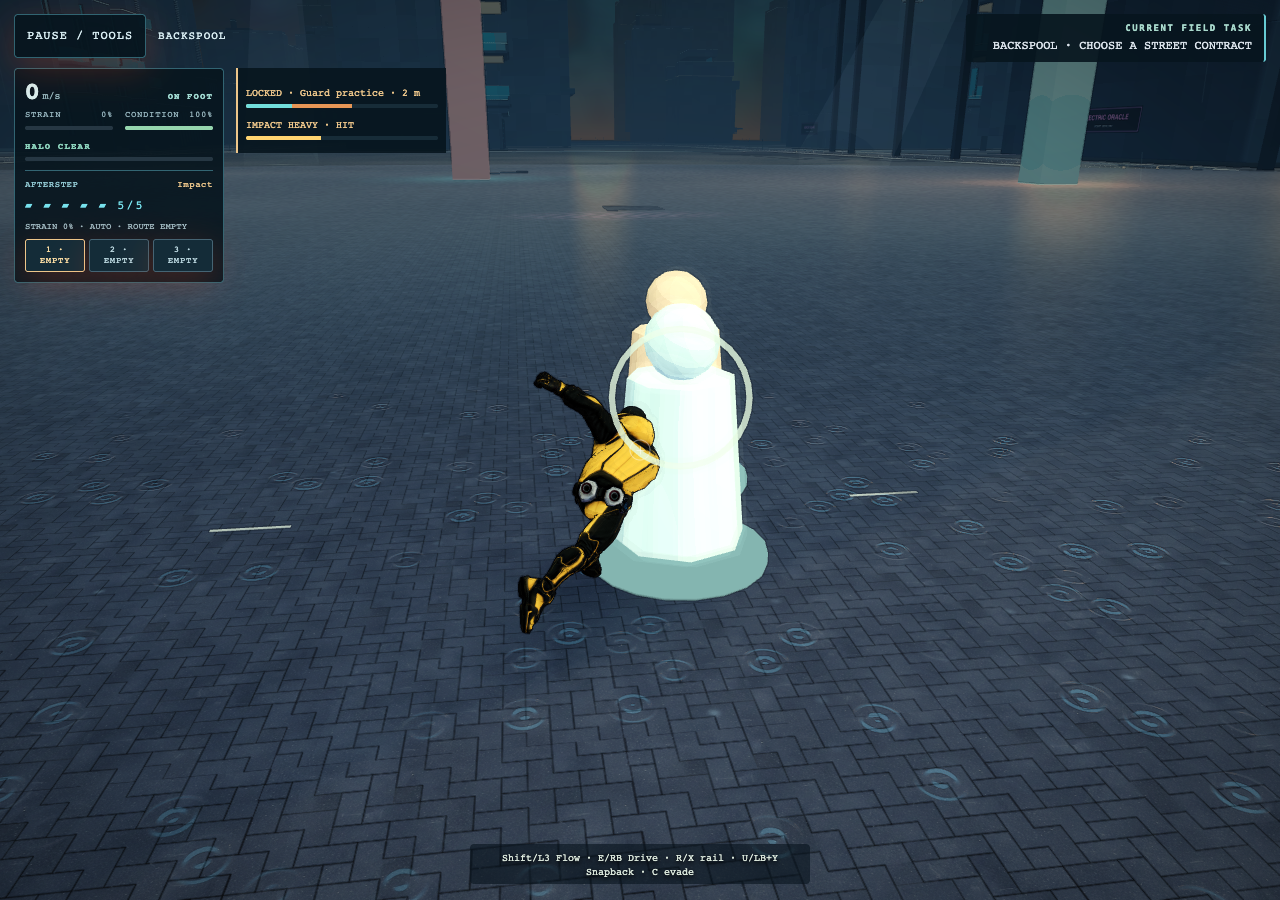 PAUSE / TOOLS
BACKSPOOL
CURRENT FIELD TASK
BACKSPOOL · CHOOSE A STREET CONTRACT
0 m/s
ON FOOT
STRAIN 0%
CONDITION 100%
HALO CLEAR
AFTERSTEP
Impact
5/5
STRAIN 0% · AUTO · ROUTE EMPTY
1 ·
EMPTY
2 ·
EMPTY
3 ·
EMPTY
LOCKED · Guard practice · 2 m
IMPACT HEAVY · HIT
ORACLE
Shift/L3 Flow · E/RB Drive · R/X rail · U/LB+Y
Snapback · C evade